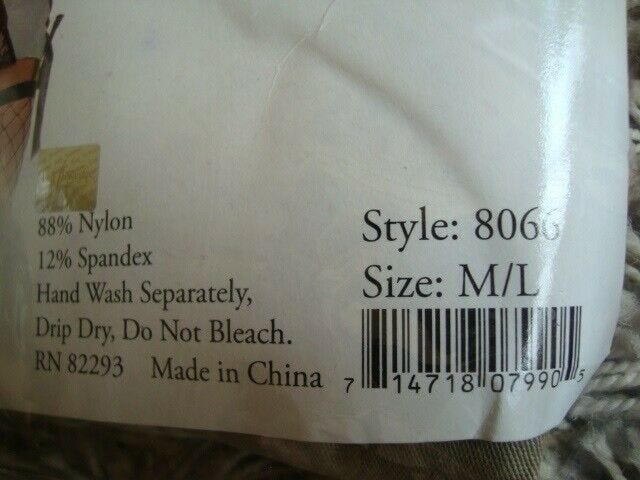 88% Nylon
12% Spandex
Hand Wash Separately,
Drip Dry, Do Not Bleach.
RN 82293 Made in China
Style: 8066
Size: M/L
7 14718 07990 5